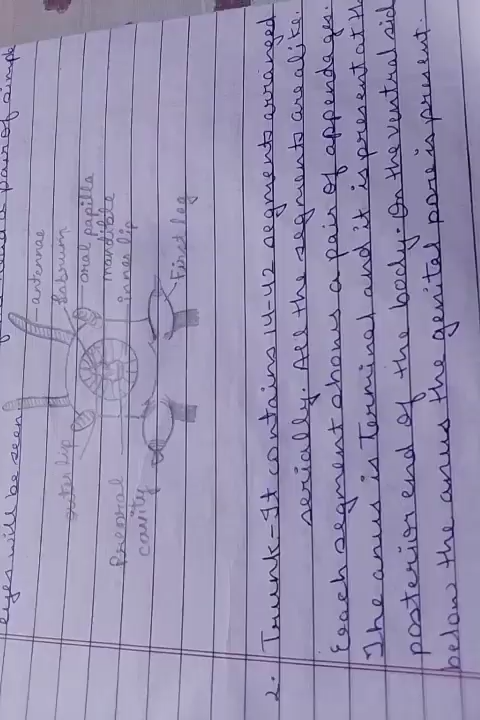 head a pair of simple
eyes will be seen.
antennae
labrum
oral papilla
mandible
inner lip
First leg
outer lip
Preoral
cavity
2. Trunk - It contains 14-42 segments arranged
serially. All the segments are alike.
Each segment shows a pair of appendages.
The anus is Terminal and it is present at th
posterior end of the body. On the ventral sid
below the anus the genital pore is present.